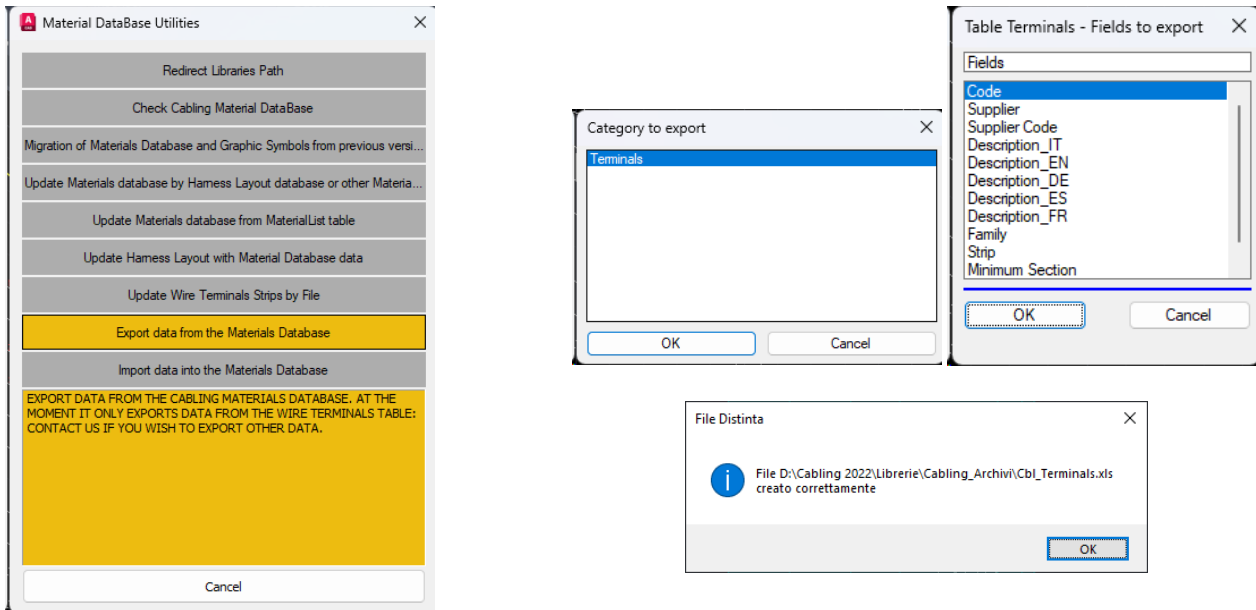 Material DataBase Utilities
Redirect Libraries Path
Check Cabling Material DataBase
Migration of Materials Database and Graphic Symbols from previous versi...
Update Materials database by Harness Layout database or other Materia...
Update Materials database from MaterialList table
Update Harness Layout with Material Database data
Update Wire Terminals Strips by File
Export data from the Materials Database
Import data into the Materials Database
EXPORT DATA FROM THE CABLING MATERIALS DATABASE. AT THE
MOMENT IT ONLY EXPORTS DATA FROM THE WIRE TERMINALS TABLE:
CONTACT US IF YOU WISH TO EXPORT OTHER DATA.
Cancel
Category to export
Terminals
OK
Cancel
Table Terminals - Fields to export
Fields
Code
Supplier
Supplier Code
Description_IT
Description_EN
Description_DE
Description_ES
Description_FR
Family
Strip
Minimum Section
OK
Cancel
File Distinta
File D:\Cabling 2022\Librerie\Cabling_Archivi\Cbl_Terminals.xls
creato correttamente
OK